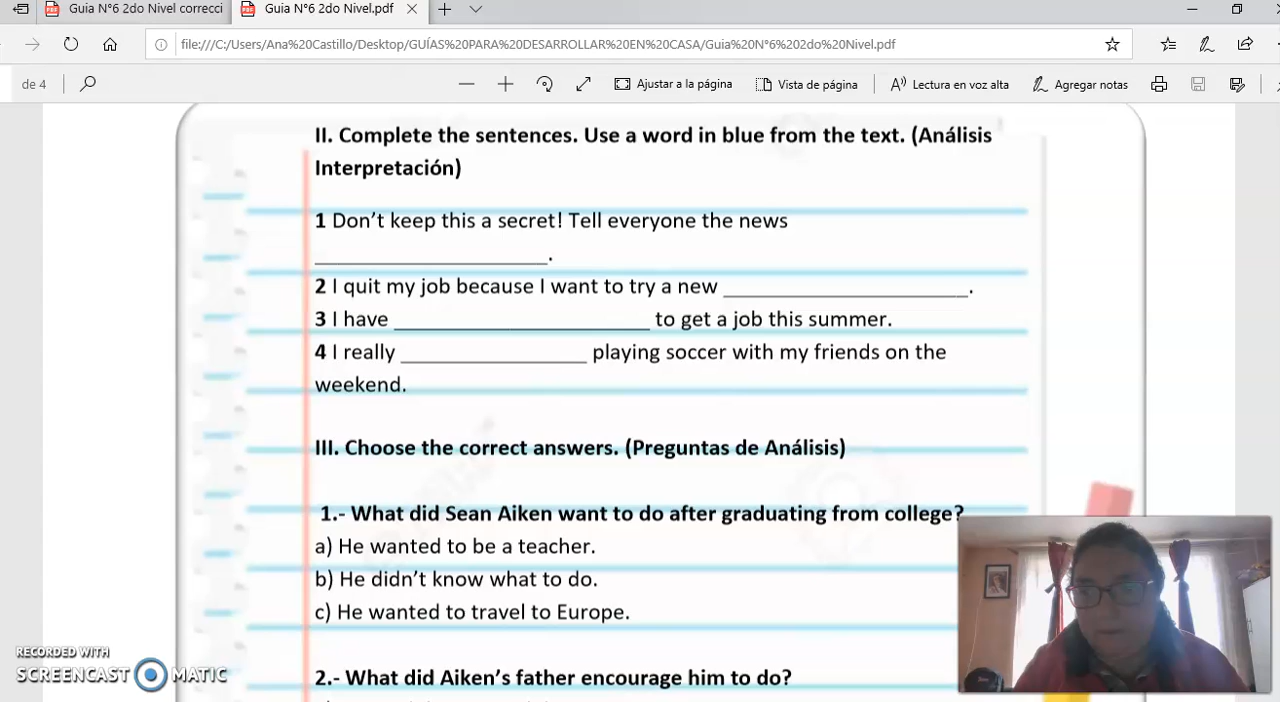 Guia N°6 2do Nivel correcci
Guia N°6 2do Nivel.pdf
file:///C:/Users/Ana%20Castillo/Desktop/GUÍAS%20PARA%20DESARROLLAR%20EN%20CASA/Guia%20N°6%202do%20Nivel.pdf
de 4
Ajustar a la página
Vista de página
Lectura en voz alta
Agregar notas
II. Complete the sentences. Use a word in blue from the text. (Análisis
Interpretación)
1 Don't keep this a secret! Tell everyone the news
______________________.
2 I quit my job because I want to try a new ______________________.
3 I have ______________________ to get a job this summer.
4 I really ________________ playing soccer with my friends on the
weekend.
III. Choose the correct answers. (Preguntas de Análisis)
1.- What did Sean Aiken want to do after graduating from college?
a) He wanted to be a teacher.
b) He didn't know what to do.
c) He wanted to travel to Europe.
2.- What did Aiken's father encourage him to do?
RECORDED WITH
SCREENCAST MATIC